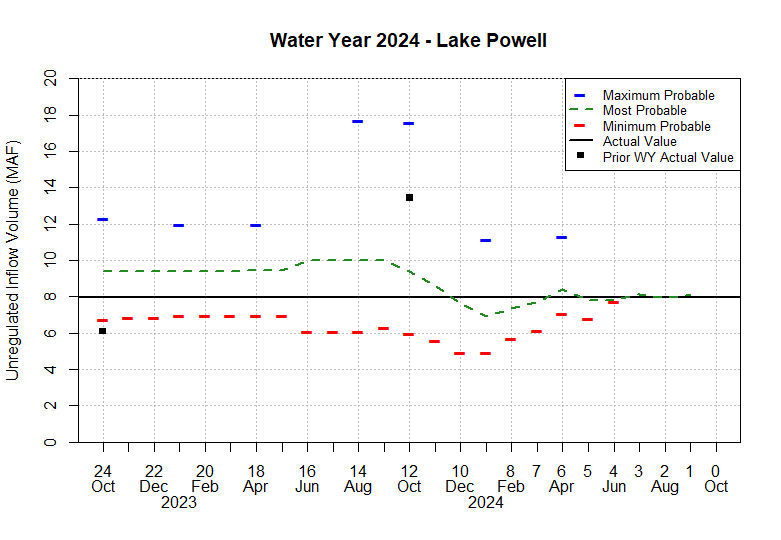 Water Year 2024 - Lake Powell
Unregulated Inflow Volume (MAF)
20
18
16
14
12
10
8
6
4
2
0
Maximum Probable
Most Probable
Minimum Probable
Actual Value
Prior WY Actual Value
24 22 20 18 16 14 12 10 8 7 6 5 4 3 2 1 0
Oct Dec Feb Apr Jun Aug Oct Dec Feb Apr Jun Aug Oct
2023 2024